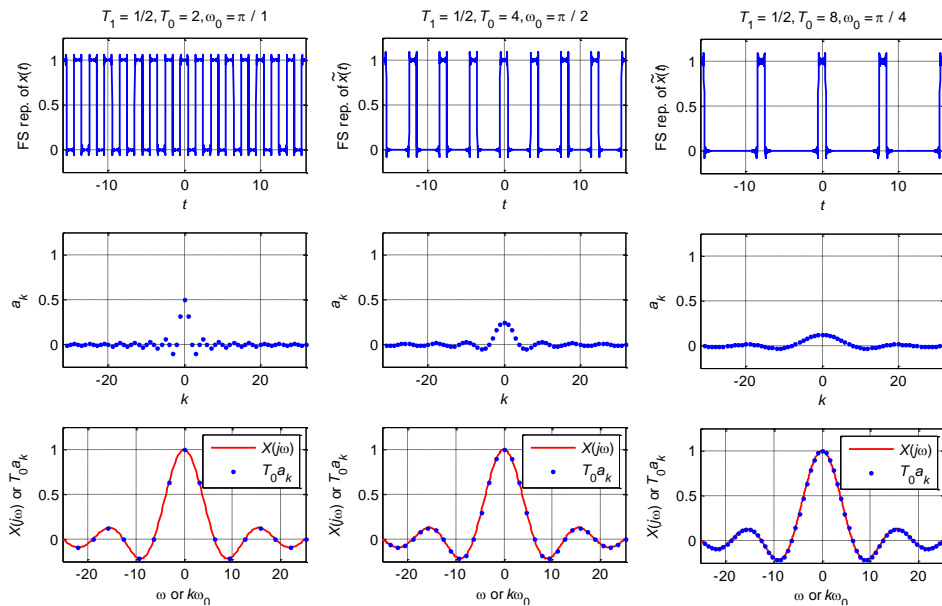 T1 = 1/2, T0 = 2, ω0 = π / 1
FS rep. of x̃(t)
1
0.5
0
-10 0 10
t
T1 = 1/2, T0 = 4, ω0 = π / 2
FS rep. of x̃(t)
1
0.5
0
-10 0 10
t
T1 = 1/2, T0 = 8, ω0 = π / 4
FS rep. of x̃(t)
1
0.5
0
-10 0 10
t
ak
1
0.5
0
-20 0 20
k
ak
1
0.5
0
-20 0 20
k
ak
1
0.5
0
-20 0 20
k
X(jω) or T0ak
1
0.5
0
X(jω)
T0ak
-20 -10 0 10 20
ω or kω0
X(jω) or T0ak
1
0.5
0
X(jω)
T0ak
-20 -10 0 10 20
ω or kω0
X(jω) or T0ak
1
0.5
0
X(jω)
T0ak
-20 -10 0 10 20
ω or kω0